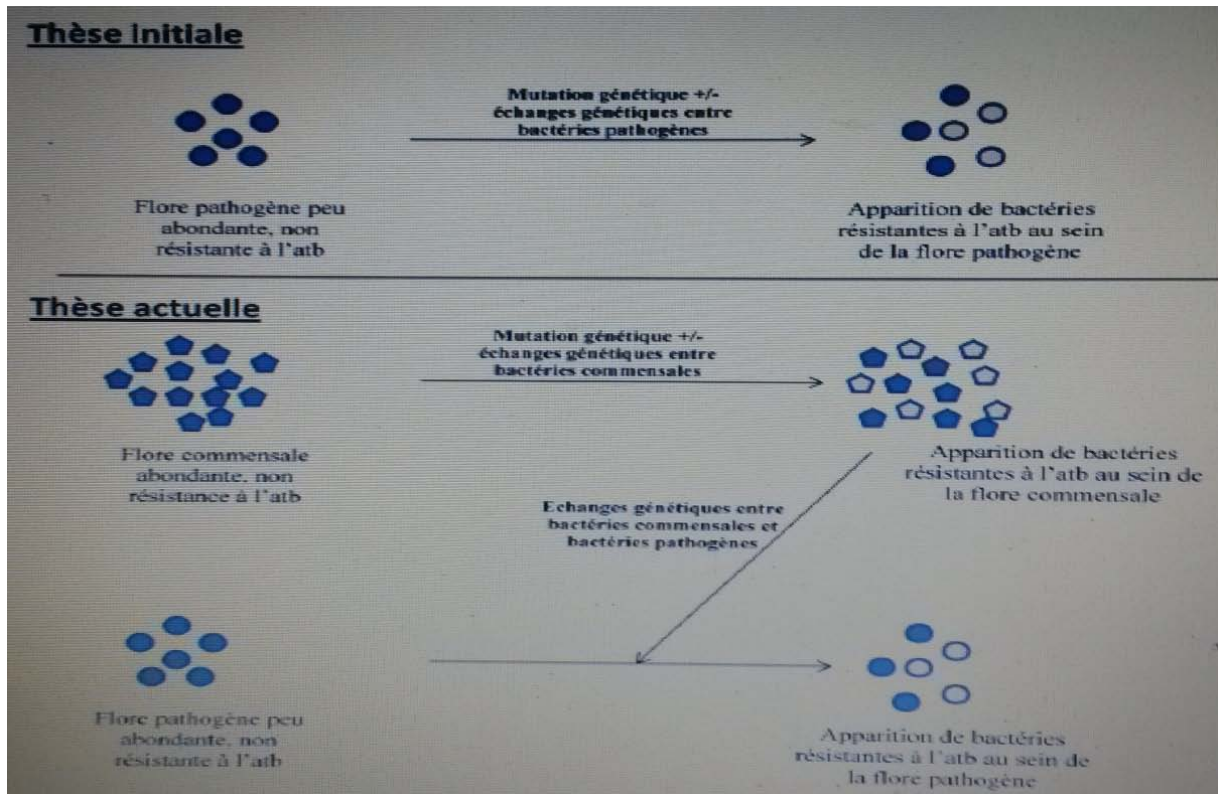 Thèse Initiale
Mutation génétique +/-
échanges génétiques entre
bactéries pathogènes
Flore pathogène peu
abondante, non
résistante à l'atb
Apparition de bactéries
résistantes à l'atb au sein
de la flore pathogène
Thèse actuelle
Mutation génétique +/-
échanges génétiques entre
bactéries commensales
Flore commensale
abondante, non
résistance à l'atb
Apparition de bactéries
résistantes à l'atb au sein de
la flore commensale
Echanges génétiques entre
bactéries commensales et
bactéries pathogènes
Flore pathogène peu
abondante, non
résistante à l'atb
Apparition de bactéries
résistantes à l'atb au sein de
la flore pathogène